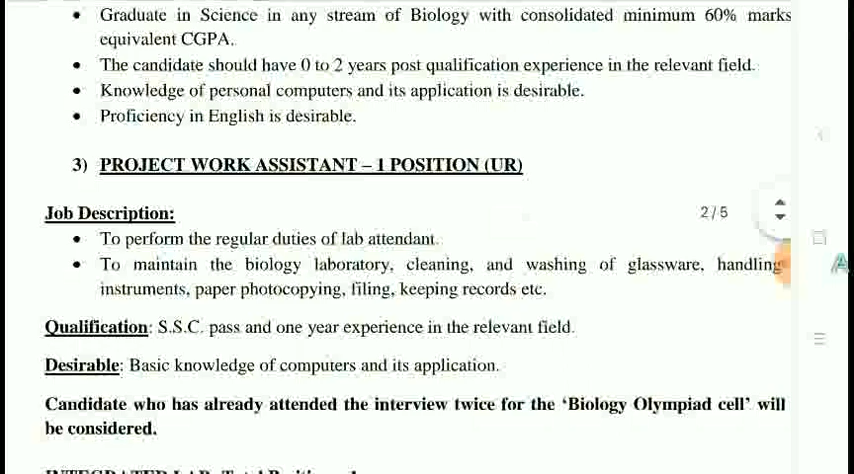 • Graduate in Science in any stream of Biology with consolidated minimum 60% marks
equivalent CGPA.
• The candidate should have 0 to 2 years post qualification experience in the relevant field.
• Knowledge of personal computers and its application is desirable.
• Proficiency in English is desirable.
3) PROJECT WORK ASSISTANT – 1 POSITION (UR)
Job Description:
2/5
• To perform the regular duties of lab attendant.
• To maintain the biology laboratory, cleaning, and washing of glassware, handling
instruments, paper photocopying, filing, keeping records etc.
Qualification: S.S.C. pass and one year experience in the relevant field.
Desirable: Basic knowledge of computers and its application.
Candidate who has already attended the interview twice for the ‘Biology Olympiad cell’ will
be considered.